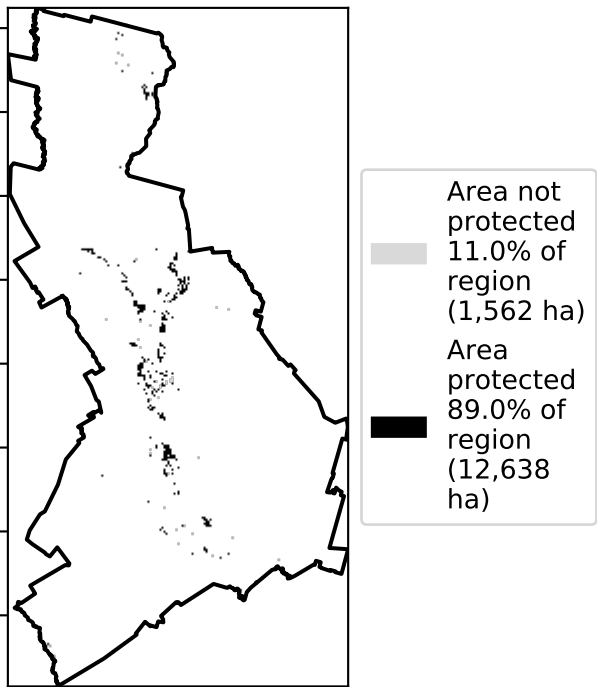 Area not
protected
11.0% of
region
(1,562 ha)
Area
protected
89.0% of
region
(12,638
ha)